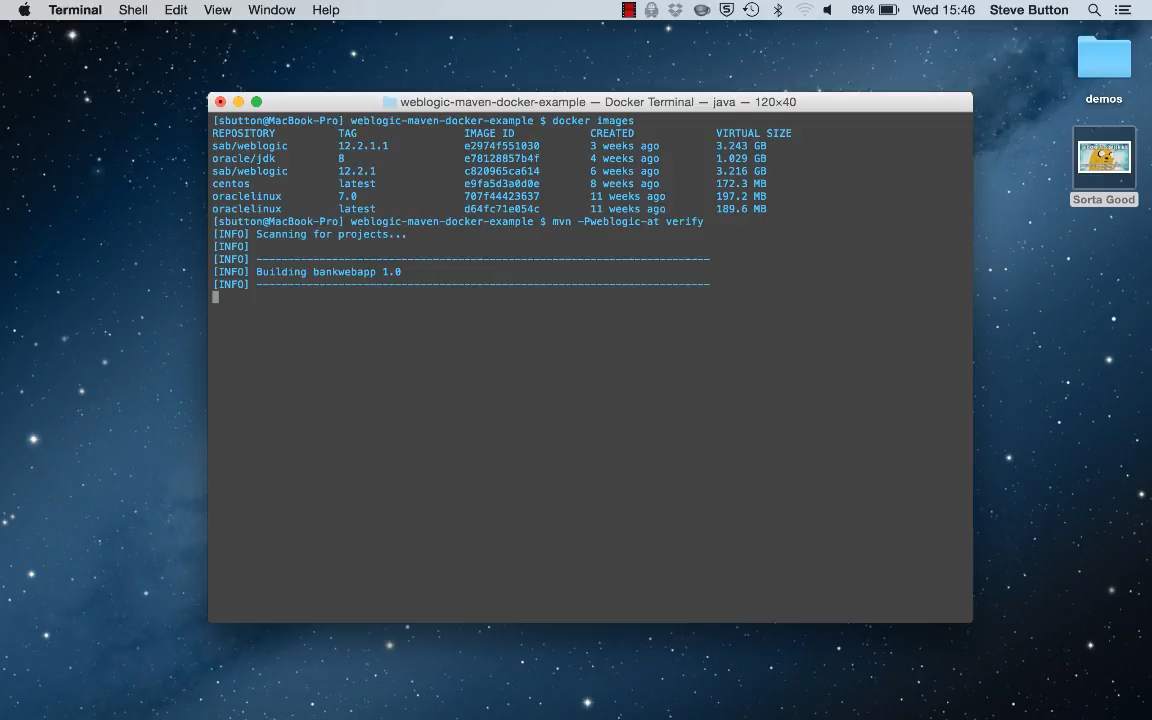 Terminal Shell Edit View Window Help 89% Wed 15:46 Steve Button
demos
Sorta Good
weblogic-maven-docker-example — Docker Terminal — java — 120×40
[sbutton@MacBook-Pro] weblogic-maven-docker-example $ docker images
REPOSITORY TAG IMAGE ID CREATED VIRTUAL SIZE
sab/weblogic 12.2.1.1 e2974f551030 3 weeks ago 3.243 GB
oracle/jdk 8 e78128857b4f 4 weeks ago 1.029 GB
sab/weblogic 12.2.1 c820965ca614 6 weeks ago 3.216 GB
centos latest e9fa5d3a0d0e 8 weeks ago 172.3 MB
oraclelinux 7.0 707f44423637 11 weeks ago 197.2 MB
oraclelinux latest d64fc71e054c 11 weeks ago 189.6 MB
[sbutton@MacBook-Pro] weblogic-maven-docker-example $ mvn -Pweblogic-at verify
[INFO] Scanning for projects...
[INFO]
[INFO] ------------------------------------------------------------------------
[INFO] Building bankwebapp 1.0
[INFO] ------------------------------------------------------------------------